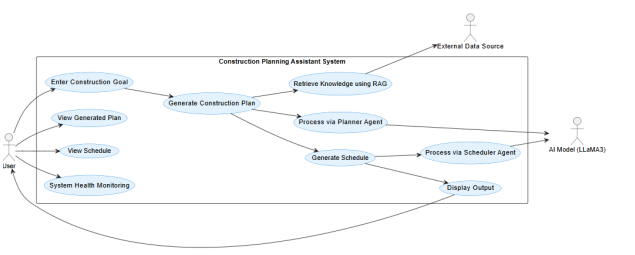 External Data Source
Construction Planning Assistant System
Enter Construction Goal
Retrieve Knowledge using RAG
Generate Construction Plan
View Generated Plan
Process via Planner Agent
User
AI Model (LLaMA3)
View Schedule
Generate Schedule
Process via Scheduler Agent
System Health Monitoring
Display Output